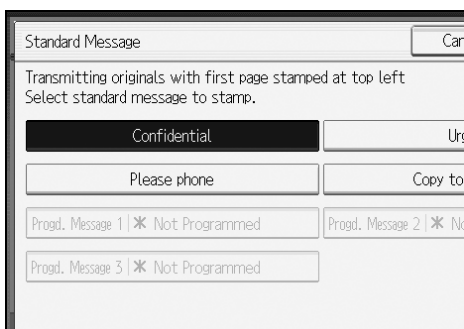 Standard Message
Transmitting originals with first page stamped at top left
Select standard message to stamp.
Confidential
Please phone Copy to
Progd. Message 1 * Not Programmed Progd. Message 2 *
Progd. Message 3 * Not Programmed